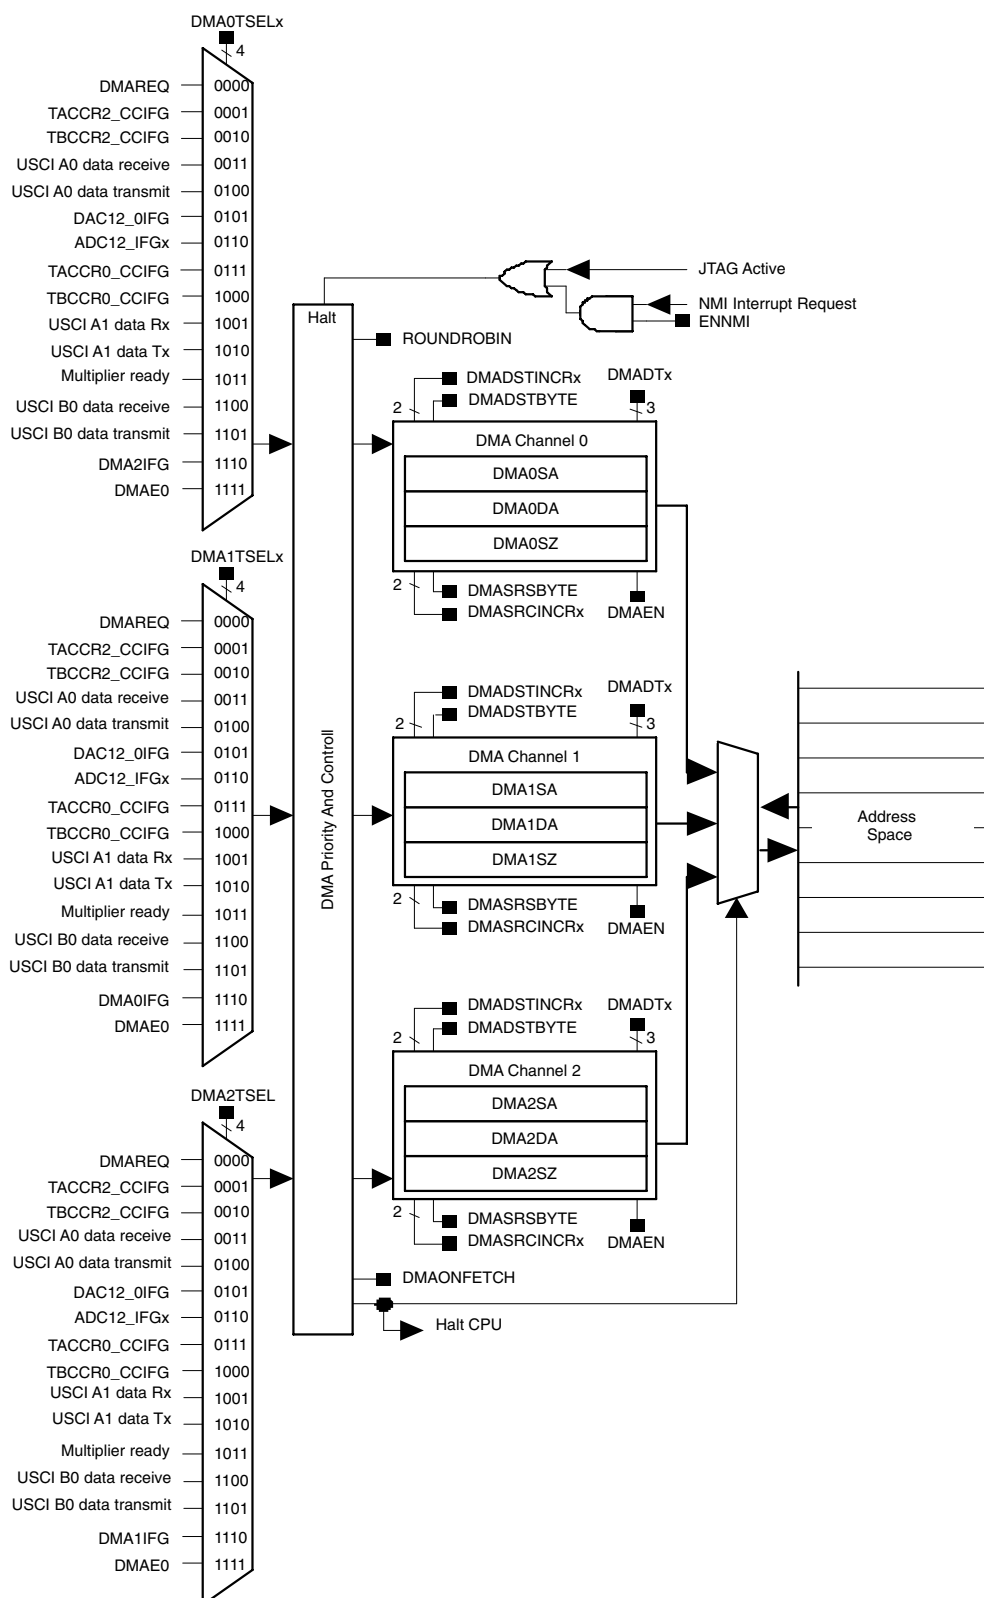 DMA0TSELx
4
DMAREQ 0000
TACCR2_CCIFG 0001
TBCCR2_CCIFG 0010
USCI A0 data receive 0011
USCI A0 data transmit 0100
DAC12_0IFG 0101
ADC12_IFGx 0110
TACCR0_CCIFG 0111
TBCCR0_CCIFG 1000
USCI A1 data Rx 1001
USCI A1 data Tx 1010
Multiplier ready 1011
USCI B0 data receive 1100
USCI B0 data transmit 1101
DMA2IFG 1110
DMAE0 1111
DMA1TSELx
4
DMAREQ 0000
TACCR2_CCIFG 0001
TBCCR2_CCIFG 0010
USCI A0 data receive 0011
USCI A0 data transmit 0100
DAC12_0IFG 0101
ADC12_IFGx 0110
TACCR0_CCIFG 0111
TBCCR0_CCIFG 1000
USCI A1 data Rx 1001
USCI A1 data Tx 1010
Multiplier ready 1011
USCI B0 data receive 1100
USCI B0 data transmit 1101
DMA0IFG 1110
DMAE0 1111
DMA2TSEL
4
DMAREQ 0000
TACCR2_CCIFG 0001
TBCCR2_CCIFG 0010
USCI A0 data receive 0011
USCI A0 data transmit 0100
DAC12_0IFG 0101
ADC12_IFGx 0110
TACCR0_CCIFG 0111
TBCCR0_CCIFG 1000
USCI A1 data Rx 1001
USCI A1 data Tx 1010
Multiplier ready 1011
USCI B0 data receive 1100
USCI B0 data transmit 1101
DMA1IFG 1110
DMAE0 1111
Halt
DMA Priority And Controll
JTAG Active
NMI Interrupt Request
ENNMI
ROUNDROBIN
DMADSTINCRx
DMADTx
2
DMADSTBYTE
3
DMA Channel 0
DMA0SA
DMA0DA
DMA0SZ
2
DMASRSBYTE
DMASRCINCRx
DMAEN
DMADSTINCRx
DMADTx
2
DMADSTBYTE
3
DMA Channel 1
DMA1SA
DMA1DA
DMA1SZ
2
DMASRSBYTE
DMASRCINCRx
DMAEN
DMADSTINCRx
DMADTx
2
DMADSTBYTE
3
DMA Channel 2
DMA2SA
DMA2DA
DMA2SZ
2
DMASRSBYTE
DMASRCINCRx
DMAEN
DMAONFETCH
Halt CPU
Address
Space